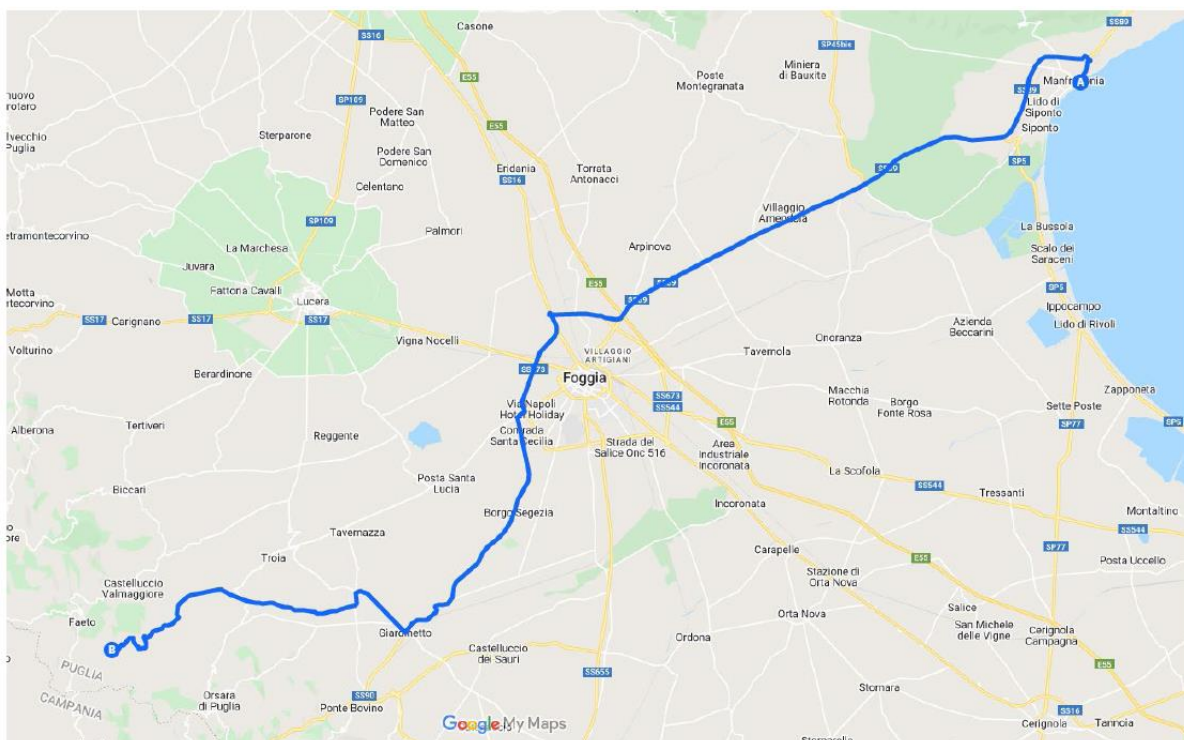 SS89
Casone
SS16
E55
SP45bis
Miniera
di Bauxite
Poste
Montegranata
Manfredonia
A
SS89
Lido di
Siponto
Siponto
nuovo
SP109
Podere San
Matteo
Sterparone
Podere San
Domenico
Celentano
E55
Eridania
SS16
Torrata
Antonacci
SS89
SP5
SP109
La Marchesa
Palmori
Villaggio
Amendola
Arpinova
La Bussola
Scalo dei
Saraceni
Juvara
Fattoria Cavalli
Lucera
E55
SS89
SS89
SP5
Ippocampo
Lido di Rivoli
Motta
SS17
Carignano
SS17
SS17
Volturino
Vigna Nocelli
VILLAGGIO
ARTIGIANI
Tavernola
Onoranza
Azienda
Beccarini
Berardinone
SS673
Foggia
Zapponeta
Macchia
Rotonda
Borgo
Fonte Rosa
SS673
SS544
Via Napoli
Hotel Holiday
Sette Poste
SP77
SP5
Alberona
Tertiveri
Reggente
Contrada
Santa Cecilia
Strada del
Salice Onc 516
E55
Area
Industriale
Incoronata
La Scofola
SS544
Tressanti
Biccari
Posta Santa
Lucia
Incoronata
Montaltino
SS544
Tavernazza
Borgo Segezia
Troia
Carapelle
E55
SP77
Posta Uccello
Stazione di
Orta Nova
Castelluccio
Valmaggiore
Faeto
B
Giardinetto
Orta Nova
Salice
San Michele
delle Vigne
Cerignola
Campagna
PUGLIA
CAMPANIA
Castelluccio
dei Sauri
Ordona
E55
SS655
Orsara
di Puglia
SS90
Ponte Bovino
Stornara
SS16
Cerignola
Tannoia
Stornarella
Google My Maps